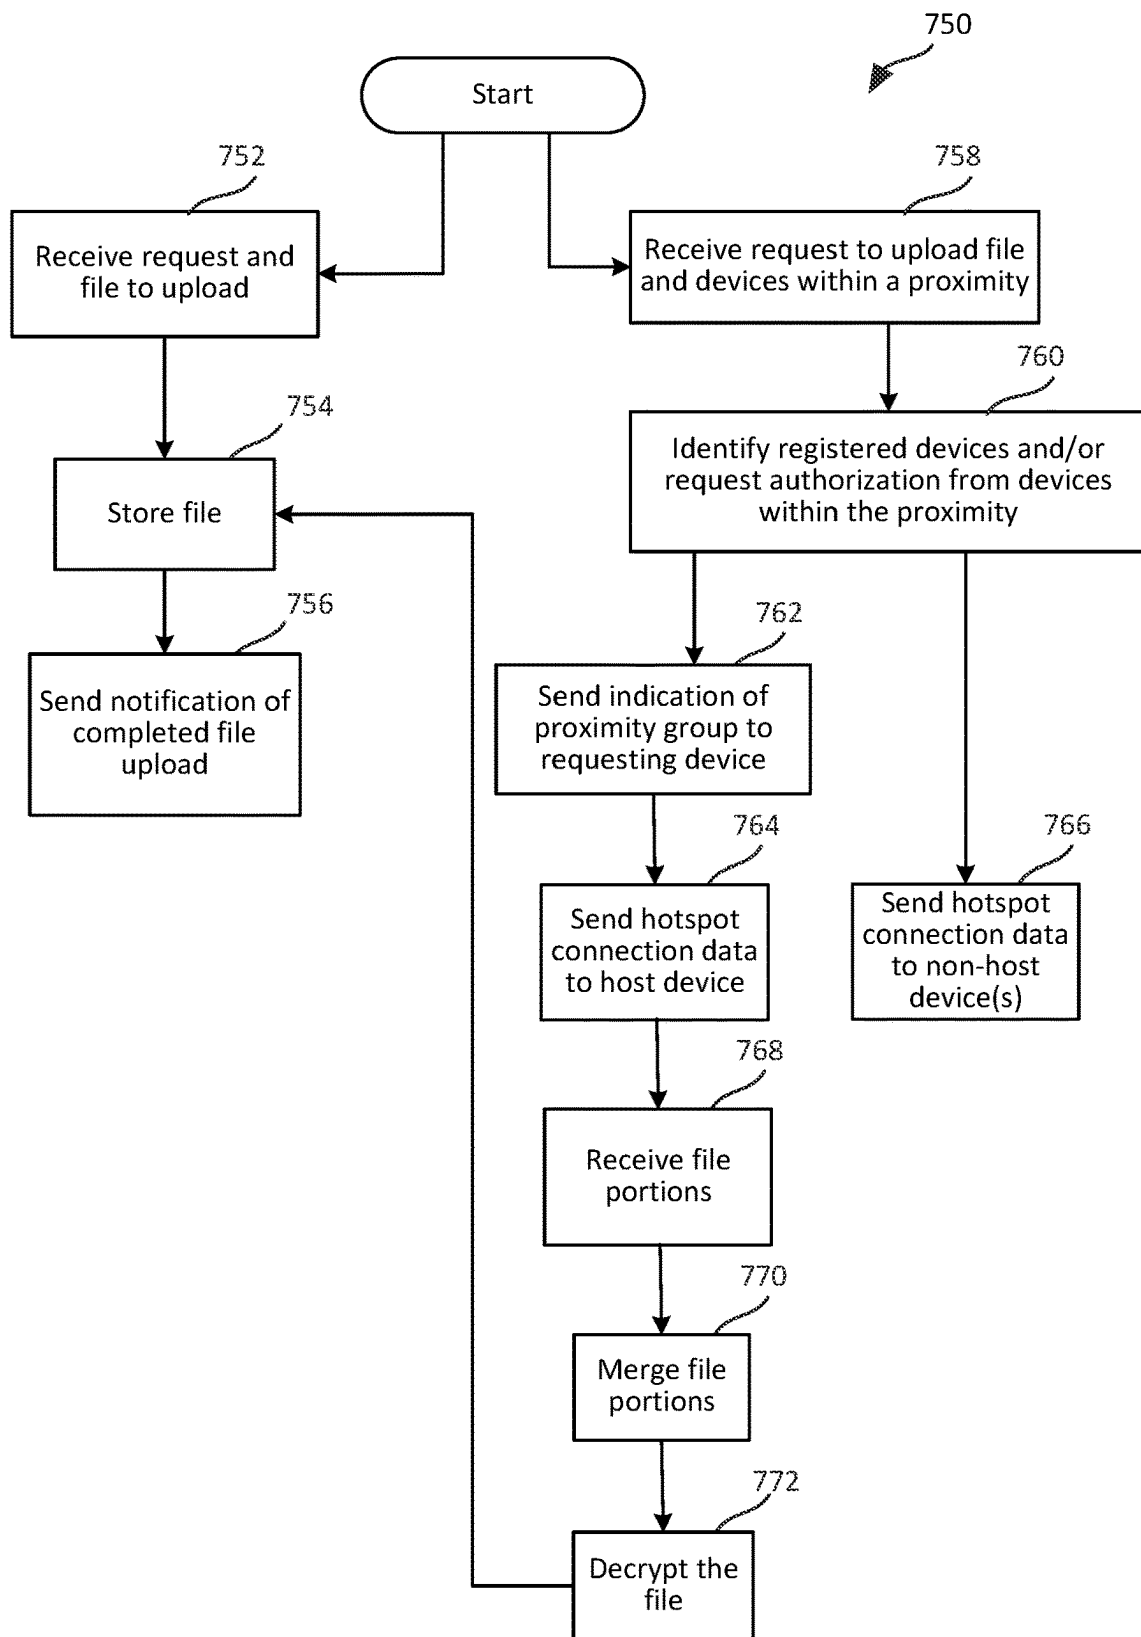 750
Start
752
Receive request and
file to upload
758
Receive request to upload file
and devices within a proximity
760
Identify registered devices and/or
request authorization from devices
within the proximity
754
Store file
756
Send notification of
completed file
upload
762
Send indication of
proximity group to
requesting device
764
Send hotspot
connection data
to host device
766
Send hotspot
connection data
to non-host
device(s)
768
Receive file
portions
770
Merge file
portions
772
Decrypt the
file